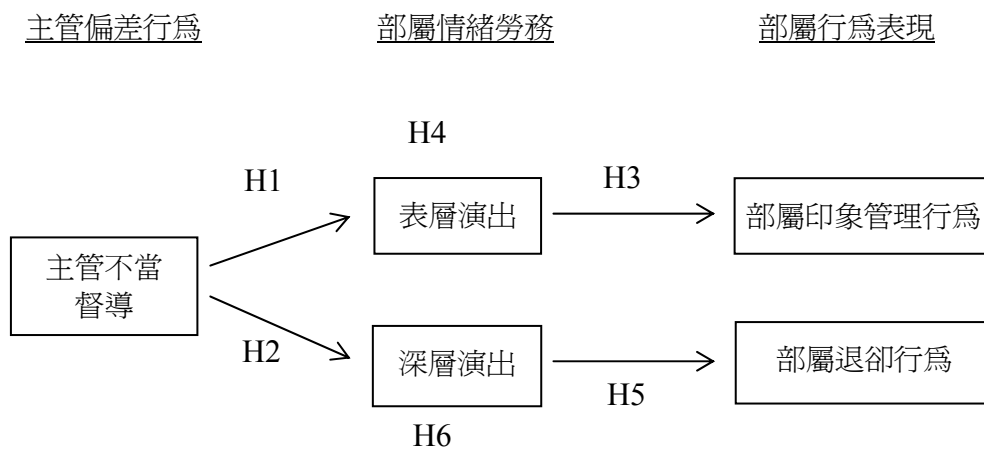 主管偏差行為
部屬情緒勞務
部屬行為表現
H4
H1
H3
表層演出
部屬印象管理行為
主管不當
督導
H2
深層演出
部屬退卻行為
H5
H6